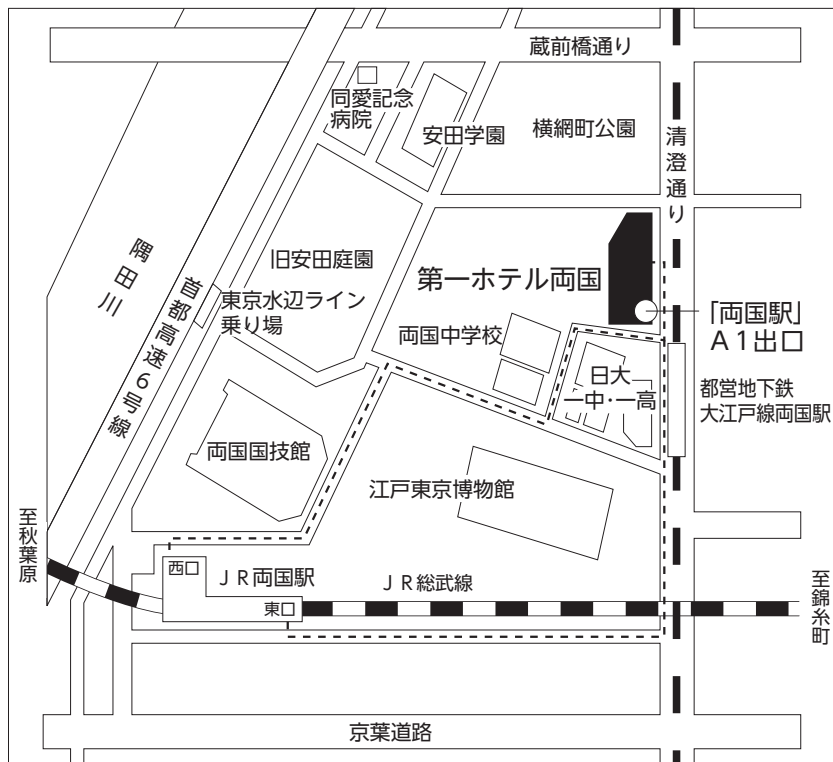 蔵前橋通り
同愛記念
病院
安田学園
横網町公園
清澄通り
隅田川
首都高速6号線
旧安田庭園
東京水辺ライン
乗り場
第一ホテル両国
両国中学校
「両国駅」
A1出口
日大
一中・一高
都営地下鉄
大江戸線両国駅
両国国技館
江戸東京博物館
至秋葉原
西口
JR両国駅
東口
JR総武線
至錦糸町
京葉道路